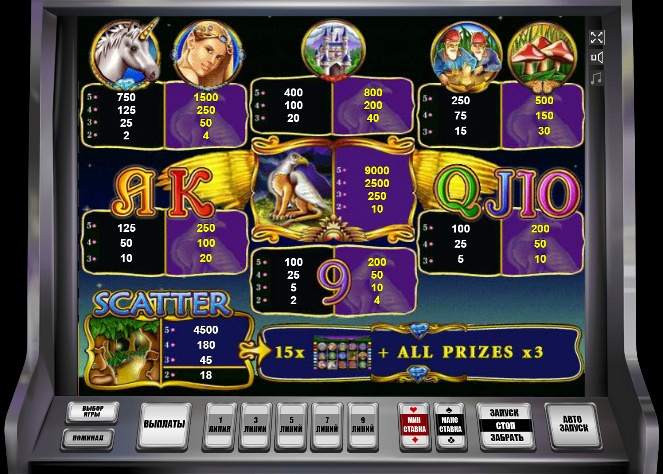 5 750 1500
4 125 250
3 25 50
2 2 4
5 400 800
4 100 200
3 20 40
5 250 500
4 75 150
3 15 30
A K
5 125 250
4 50 100
3 10 20
5 9000
4 2500
3 250
2 10
Q J 10
5 100 200
4 25 50
3 5 10
9
5 100 200
4 25 50
3 5 10
2 2 4
SCATTER
5 4500
4 180
3 45
2 18
15x + ALL PRIZES x3
ВЫБОР
ИГРЫ
НОМИНАЛ
ВЫПЛАТЫ
1
ЛИНИЯ
3
ЛИНИИ
5
ЛИНИЙ
7
ЛИНИЙ
9
ЛИНИЙ
МИН
СТАВКА
МАКС
СТАВКА
ЗАПУСК
СТОП
ЗАБРАТЬ
АВТО
ЗАПУСК